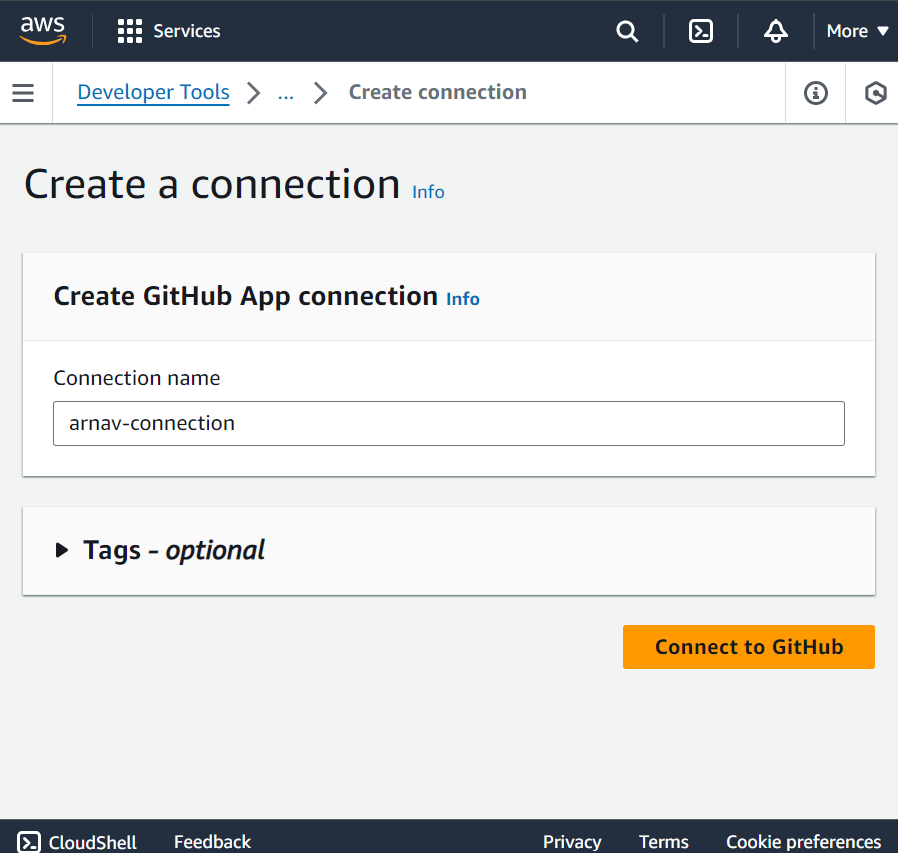 aws Services More
Developer Tools ... Create connection
Create a connection Info
Create GitHub App connection Info
Connection name
arnav-connection
Tags - optional
Connect to GitHub
CloudShell Feedback Privacy Terms Cookie preferences